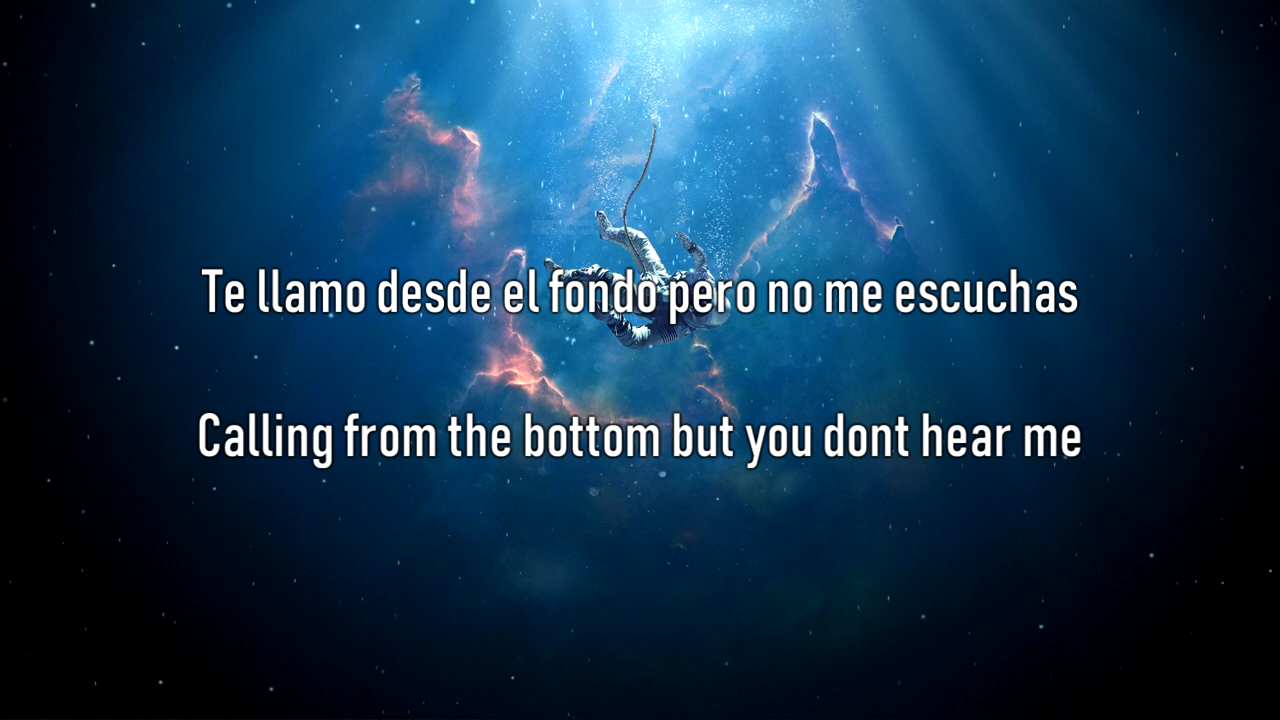 Te llamo desde el fondo pero no me escuchas
Calling from the bottom but you dont hear me